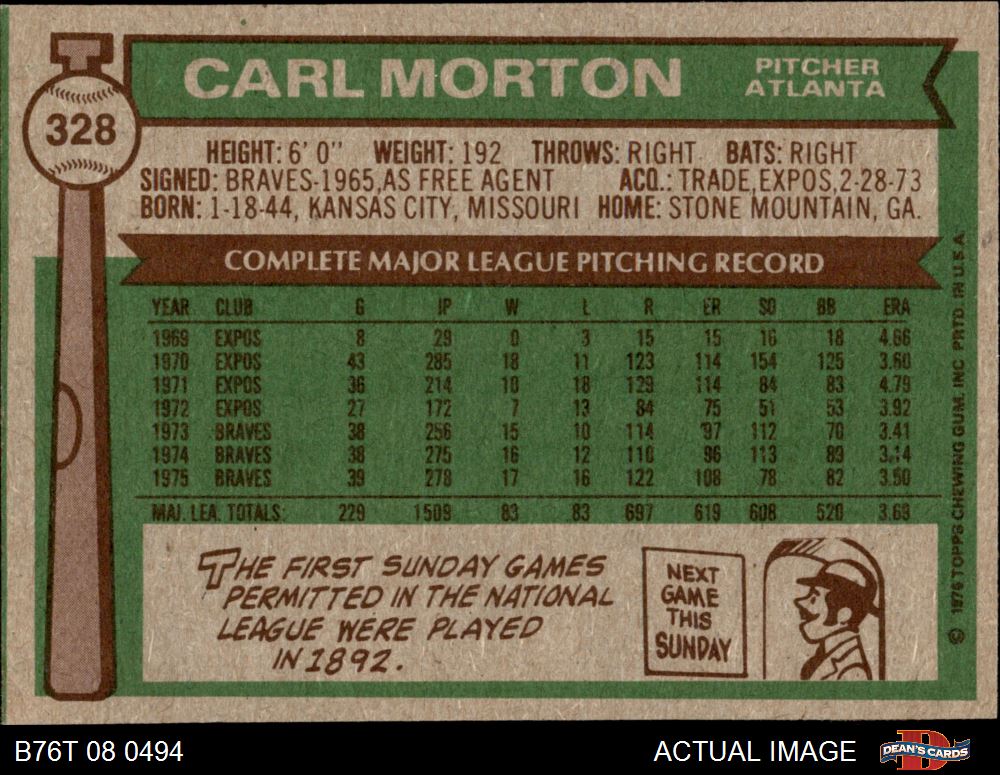 CARL MORTON
PITCHER
ATLANTA
328
HEIGHT: 6' 0" WEIGHT: 192 THROWS: RIGHT BATS: RIGHT
SIGNED: BRAVES-1965,AS FREE AGENT ACQ.: TRADE,EXPOS,2-28-73
BORN: 1-18-44, KANSAS CITY, MISSOURI HOME: STONE MOUNTAIN, GA.
COMPLETE MAJOR LEAGUE PITCHING RECORD
YEAR CLUB G IP W L R ER SO BB ERA
1969 EXPOS 8 29 0 3 15 15 16 18 4.66
1970 EXPOS 43 285 18 11 123 114 154 125 3.60
1971 EXPOS 36 214 10 18 129 114 84 83 4.79
1972 EXPOS 27 172 7 13 84 75 51 53 3.92
1973 BRAVES 38 256 15 10 114 97 112 70 3.41
1974 BRAVES 38 275 16 12 110 96 113 89 3.14
1975 BRAVES 39 278 17 16 122 108 78 82 3.50
MAJ. LEA. TOTALS: 229 1509 83 83 697 619 608 520 3.69
THE FIRST SUNDAY GAMES
PERMITTED IN THE NATIONAL
LEAGUE WERE PLAYED
IN 1892.
NEXT
GAME
THIS
SUNDAY
© 1976 TOPPS CHEWING GUM, INC PRTD IN U.S.A.
B76T 08 0494
ACTUAL IMAGE
DEAN'S CARDS